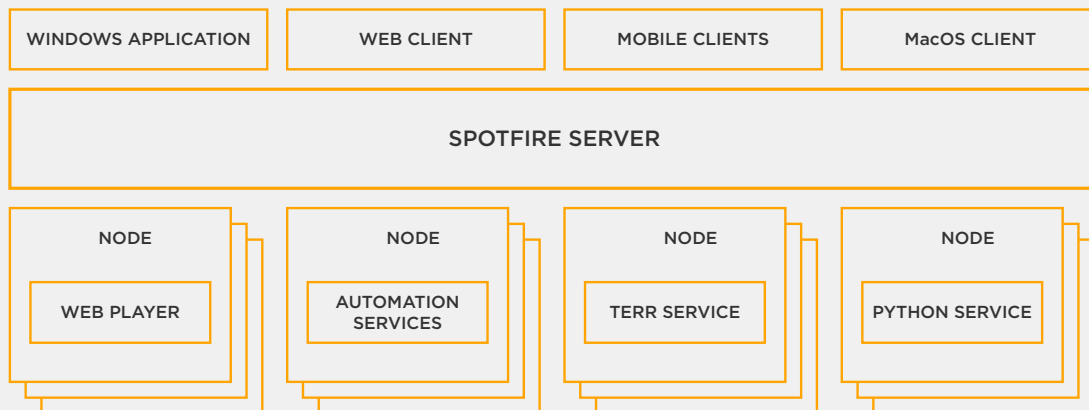 WINDOWS APPLICATION
WEB CLIENT
MOBILE CLIENTS
MacOS CLIENT
SPOTFIRE SERVER
NODE
NODE
NODE
NODE
WEB PLAYER
AUTOMATION
SERVICES
TERR SERVICE
PYTHON SERVICE